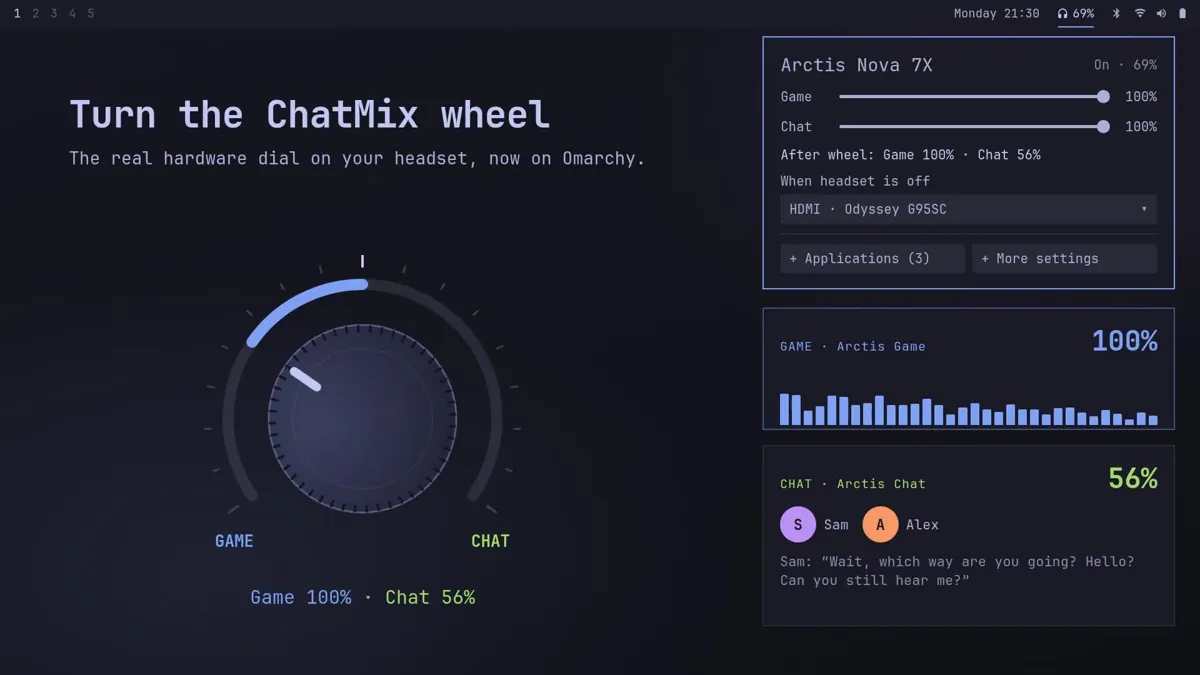 1 2 3 4 5
Monday 21:30 69%
Turn the ChatMix wheel
The real hardware dial on your headset, now on Omarchy.
GAME
CHAT
Game 100% · Chat 56%
Arctis Nova 7X On · 69%
Game 100%
Chat 100%
After wheel: Game 100% · Chat 56%
When headset is off
HDMI · Odyssey G95SC
+ Applications (3) + More settings
GAME · Arctis Game 100%
CHAT · Arctis Chat 56%
S Sam A Alex
Sam: “Wait, which way are you going? Hello?
Can you still hear me?”